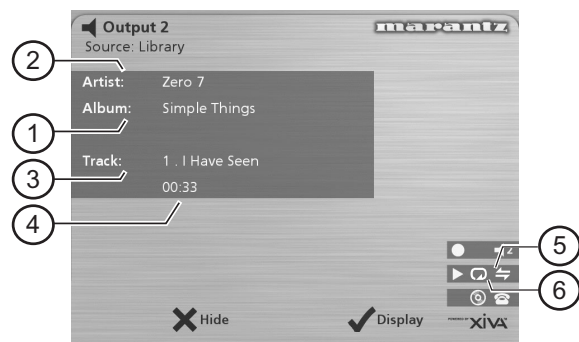 Output 2
marantz
Source: Library
2
Artist: Zero 7
Album: Simple Things
1
Track: 1 . I Have Seen
3
00:33
4
2
5
6
Hide
Display
XiVA